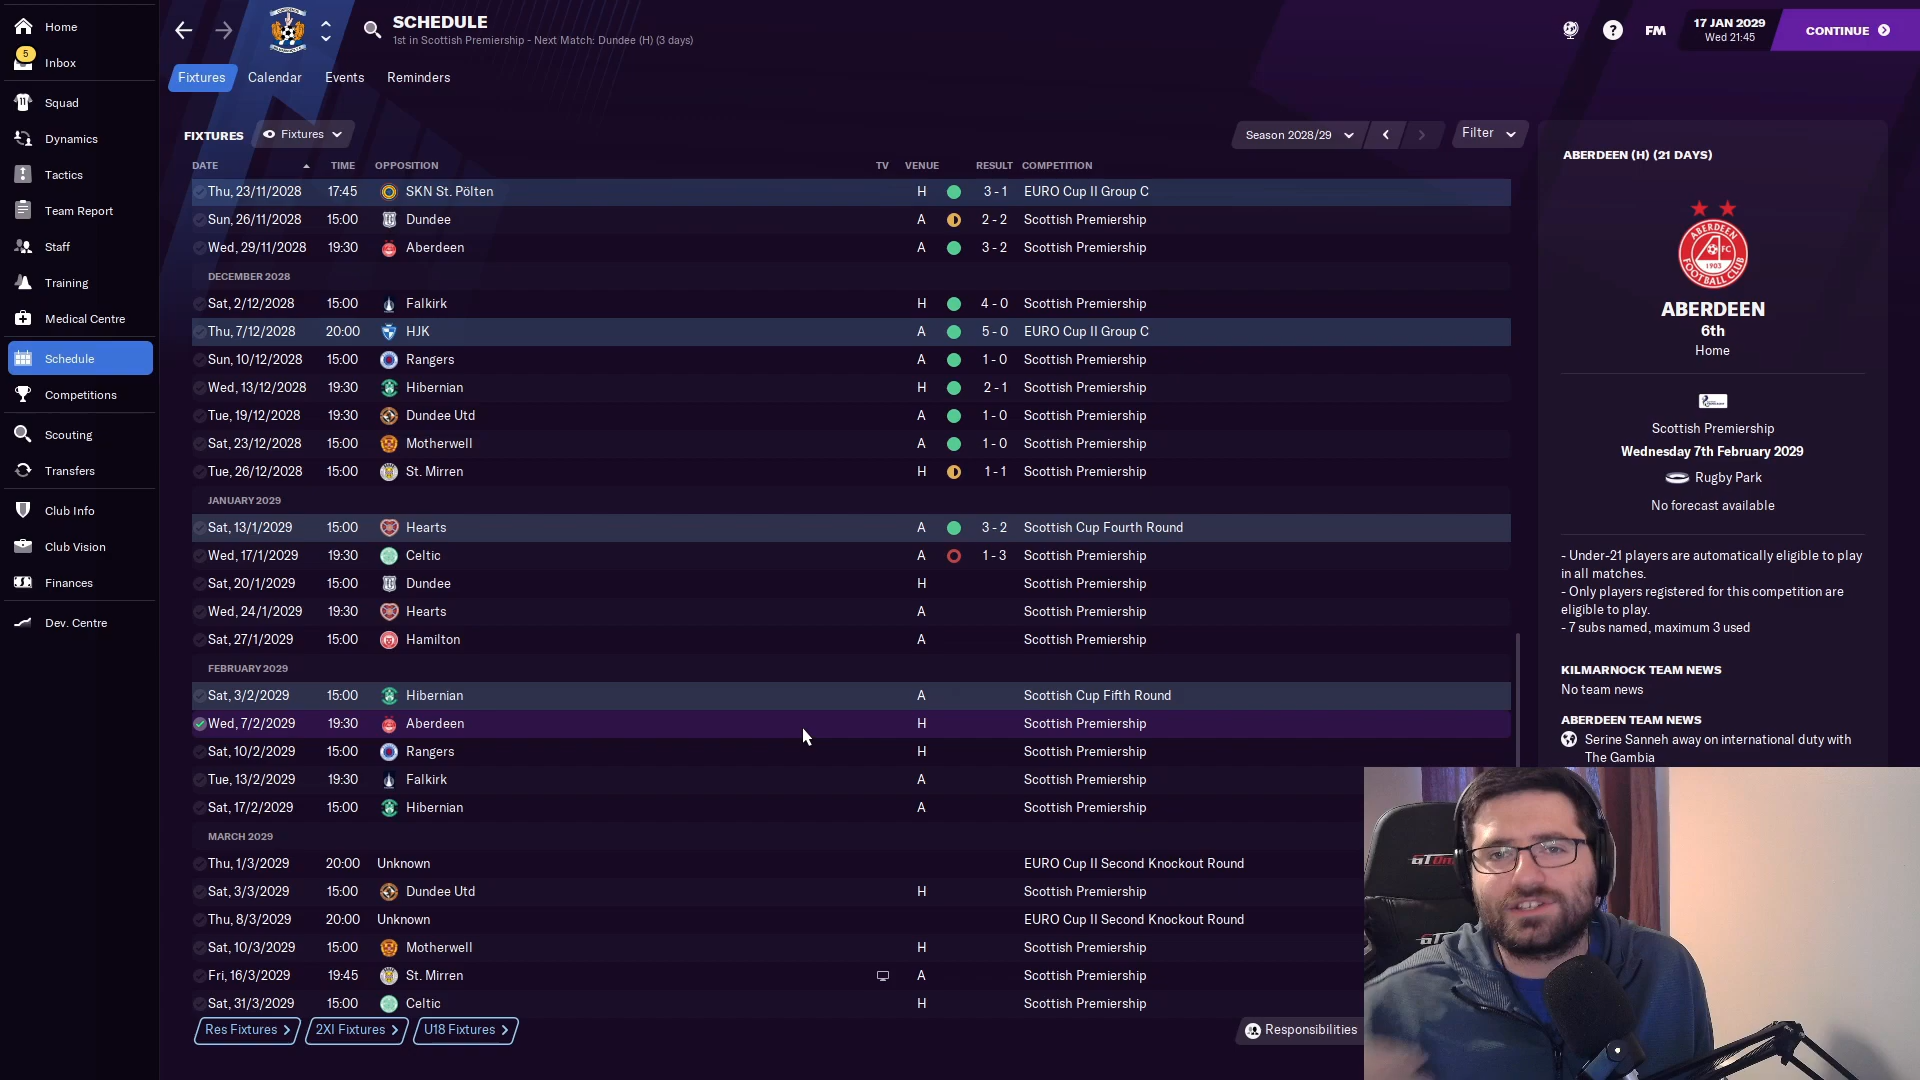 Home
5
Inbox
Squad
Dynamics
Tactics
Team Report
Staff
Training
Medical Centre
Schedule
Competitions
Scouting
Transfers
Club Info
Club Vision
Finances
Dev. Centre
SCHEDULE
1st in Scottish Premiership - Next Match: Dundee (H) (3 days)
FM
17 JAN 2029
Wed 21:45
CONTINUE
Fixtures Calendar Events Reminders
FIXTURES Fixtures Season 2028/29 Filter
DATE TIME OPPOSITION TV VENUE RESULT COMPETITION
Thu, 23/11/2028 17:45 SKN St. Pölten H 3 - 1 EURO Cup II Group C
Sun, 26/11/2028 15:00 Dundee A 2 - 2 Scottish Premiership
Wed, 29/11/2028 19:30 Aberdeen A 3 - 2 Scottish Premiership
DECEMBER 2028
Sat, 2/12/2028 15:00 Falkirk H 4 - 0 Scottish Premiership
Thu, 7/12/2028 20:00 HJK A 5 - 0 EURO Cup II Group C
Sun, 10/12/2028 15:00 Rangers A 1 - 0 Scottish Premiership
Wed, 13/12/2028 19:30 Hibernian H 2 - 1 Scottish Premiership
Tue, 19/12/2028 19:30 Dundee Utd A 1 - 0 Scottish Premiership
Sat, 23/12/2028 15:00 Motherwell A 1 - 0 Scottish Premiership
Tue, 26/12/2028 15:00 St. Mirren H 1 - 1 Scottish Premiership
JANUARY 2029
Sat, 13/1/2029 15:00 Hearts A 3 - 2 Scottish Cup Fourth Round
Wed, 17/1/2029 19:30 Celtic A 1 - 3 Scottish Premiership
Sat, 20/1/2029 15:00 Dundee H Scottish Premiership
Wed, 24/1/2029 19:30 Hearts A Scottish Premiership
Sat, 27/1/2029 15:00 Hamilton A Scottish Premiership
FEBRUARY 2029
Sat, 3/2/2029 15:00 Hibernian A Scottish Cup Fifth Round
Wed, 7/2/2029 19:30 Aberdeen H Scottish Premiership
Sat, 10/2/2029 15:00 Rangers H Scottish Premiership
Tue, 13/2/2029 19:30 Falkirk A Scottish Premiership
Sat, 17/2/2029 15:00 Hibernian A Scottish Premiership
MARCH 2029
Thu, 1/3/2029 20:00 Unknown EURO Cup II Second Knockout Round
Sat, 3/3/2029 15:00 Dundee Utd H Scottish Premiership
Thu, 8/3/2029 20:00 Unknown EURO Cup II Second Knockout Round
Sat, 10/3/2029 15:00 Motherwell H Scottish Premiership
Fri, 16/3/2029 19:45 St. Mirren A Scottish Premiership
Sat, 31/3/2029 15:00 Celtic H Scottish Premiership
Res Fixtures 2XI Fixtures U18 Fixtures Responsibilities
ABERDEEN (H) (21 DAYS)
ABERDEEN
FC
1903
FOOTBALL CLUB
ABERDEEN
6th
Home
Scottish Premiership
Wednesday 7th February 2029
Rugby Park
No forecast available
- Under-21 players are automatically eligible to play
in all matches.
- Only players registered for this competition are
eligible to play.
- 7 subs named, maximum 3 used
KILMARNOCK TEAM NEWS
No team news
ABERDEEN TEAM NEWS
Serine Sanneh away on international duty with
The Gambia